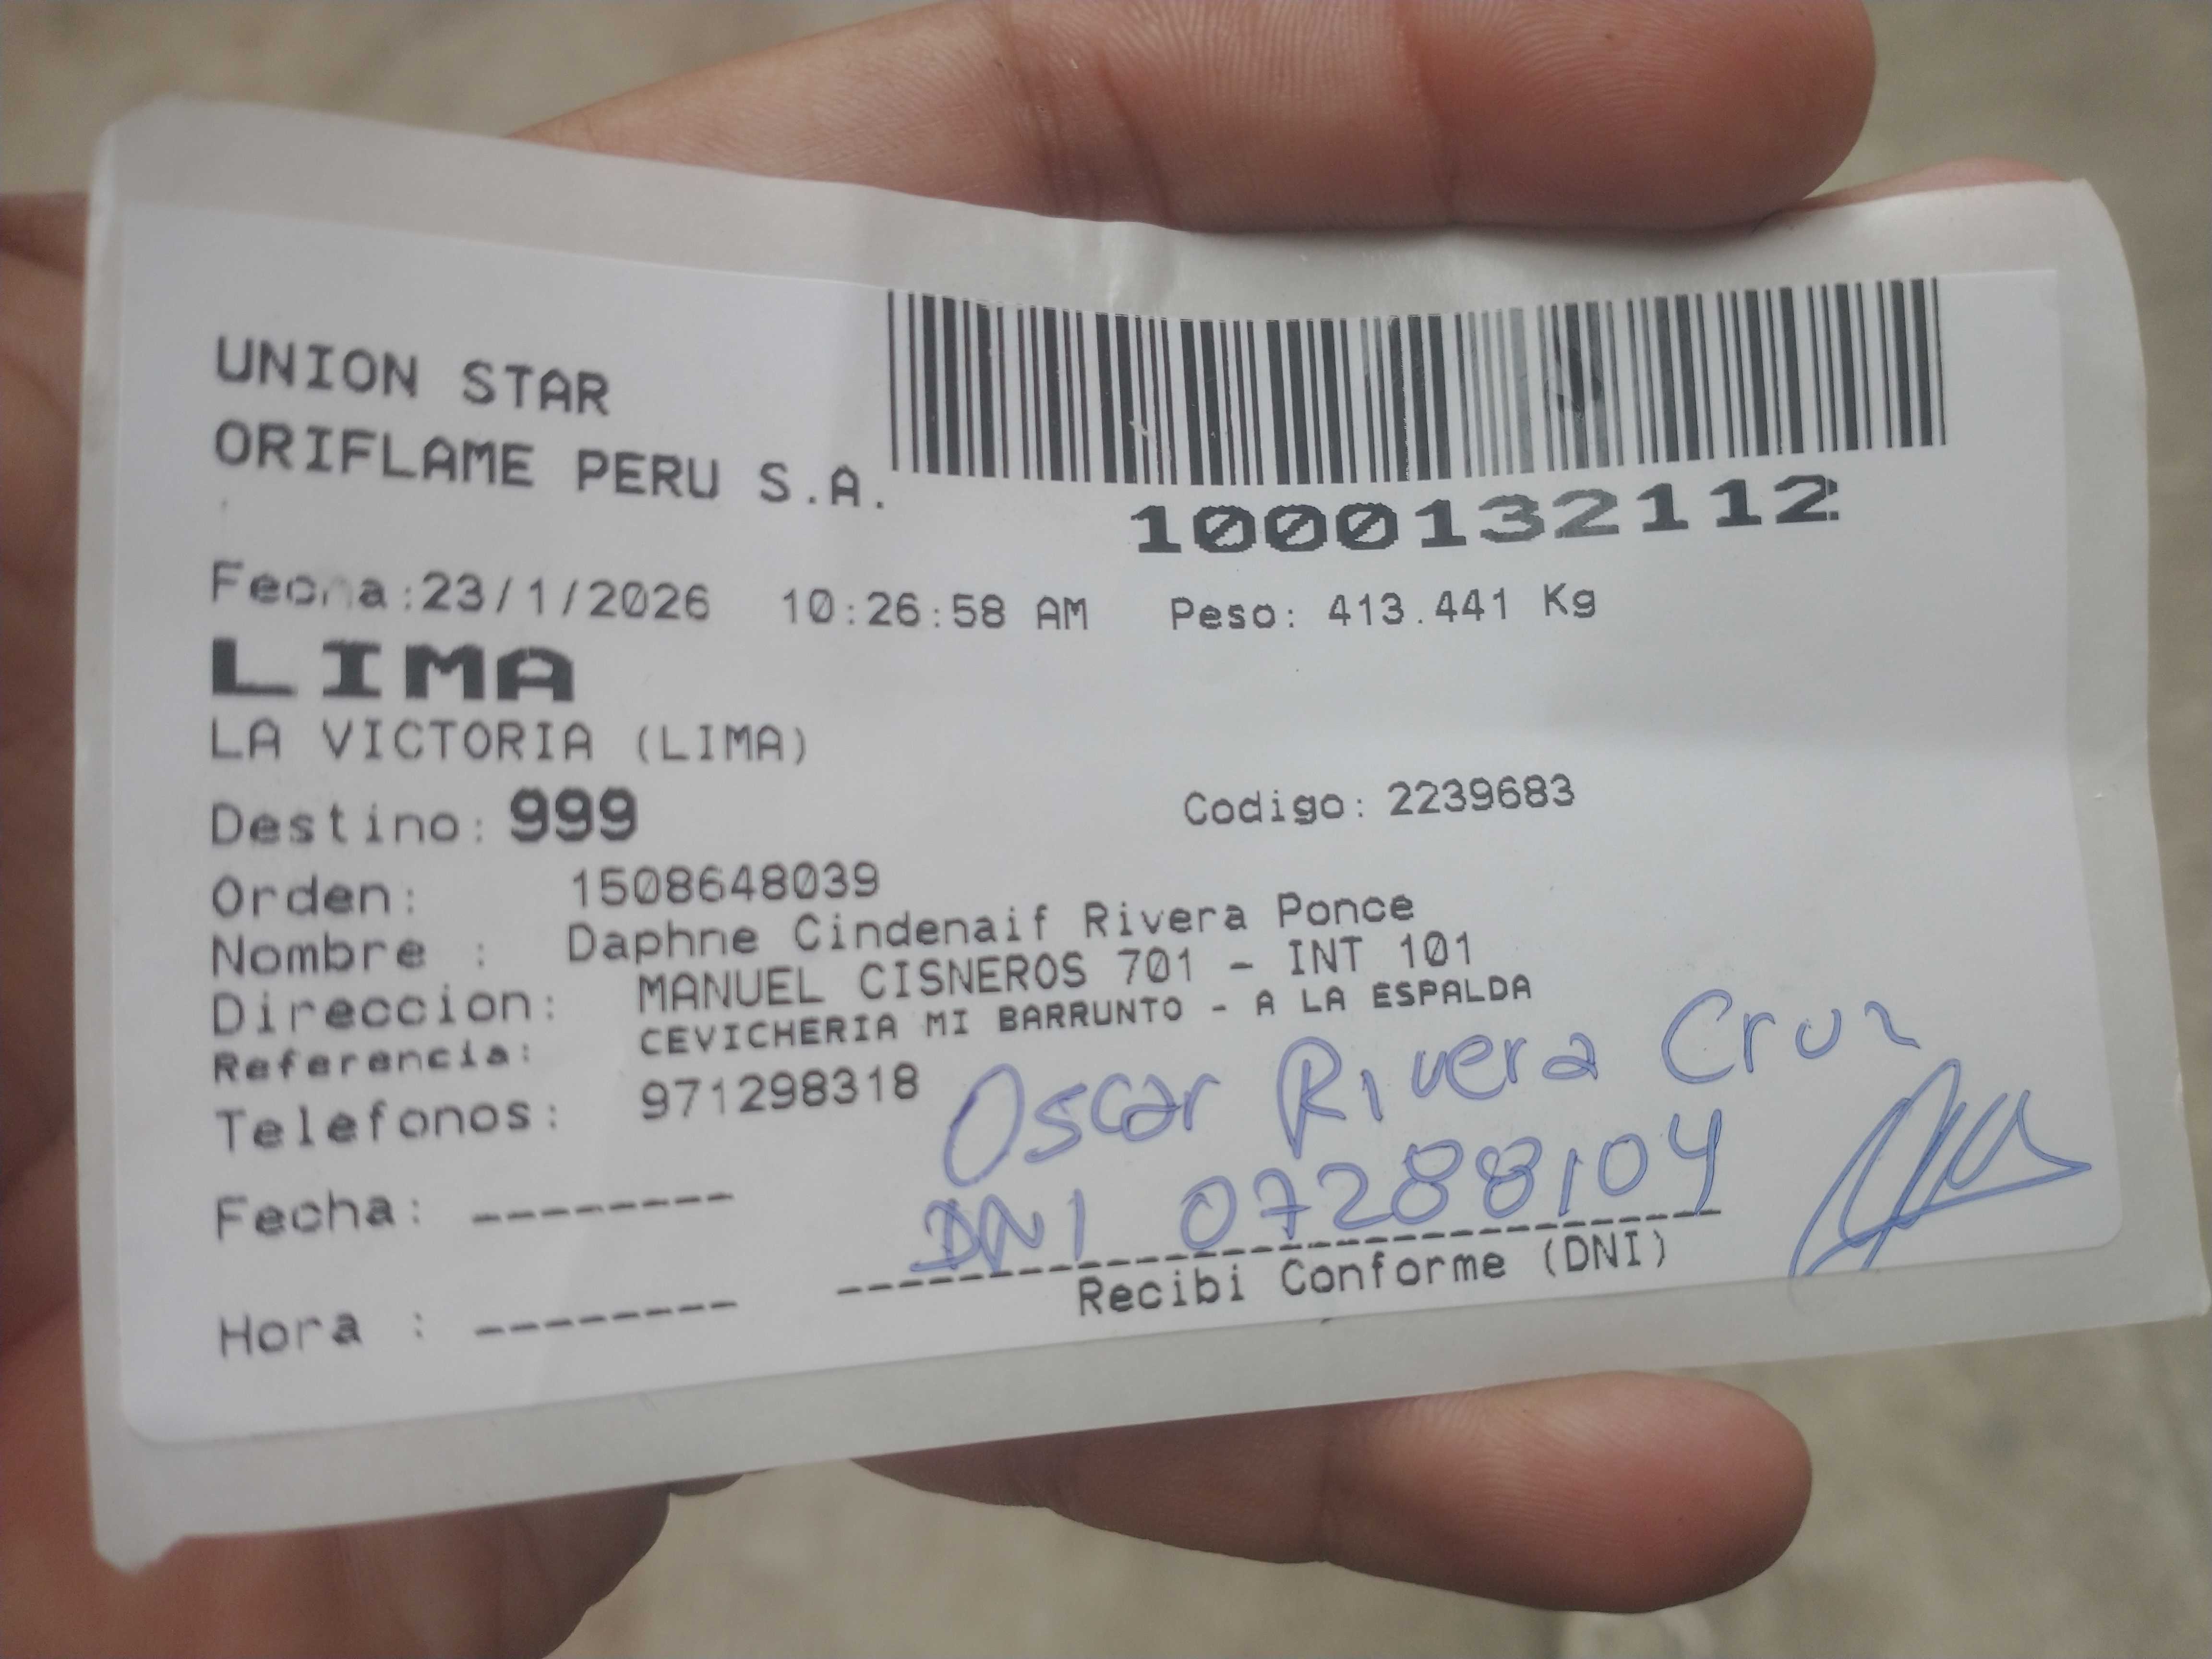 UNION STAR
ORIFLAME PERU S.A.
1000132112
Fecha:23/1/2026 10:26:58 AM Peso: 413.441 Kg
LIMA
LA VICTORIA (LIMA)
Destino: 999 Codigo: 2239683
Orden: 1508648039
Nombre : Daphne Cindenaif Rivera Ponce
Direccion: MANUEL CISNEROS 701 - INT 101
Referencia: CEVICHERIA MI BARRUNTO - A LA ESPALDA
Telefonos: 971298318
Oscar Rivera Cruz
Fecha: --------
DNI 07288104
Recibi Conforme (DNI)
Hora : --------